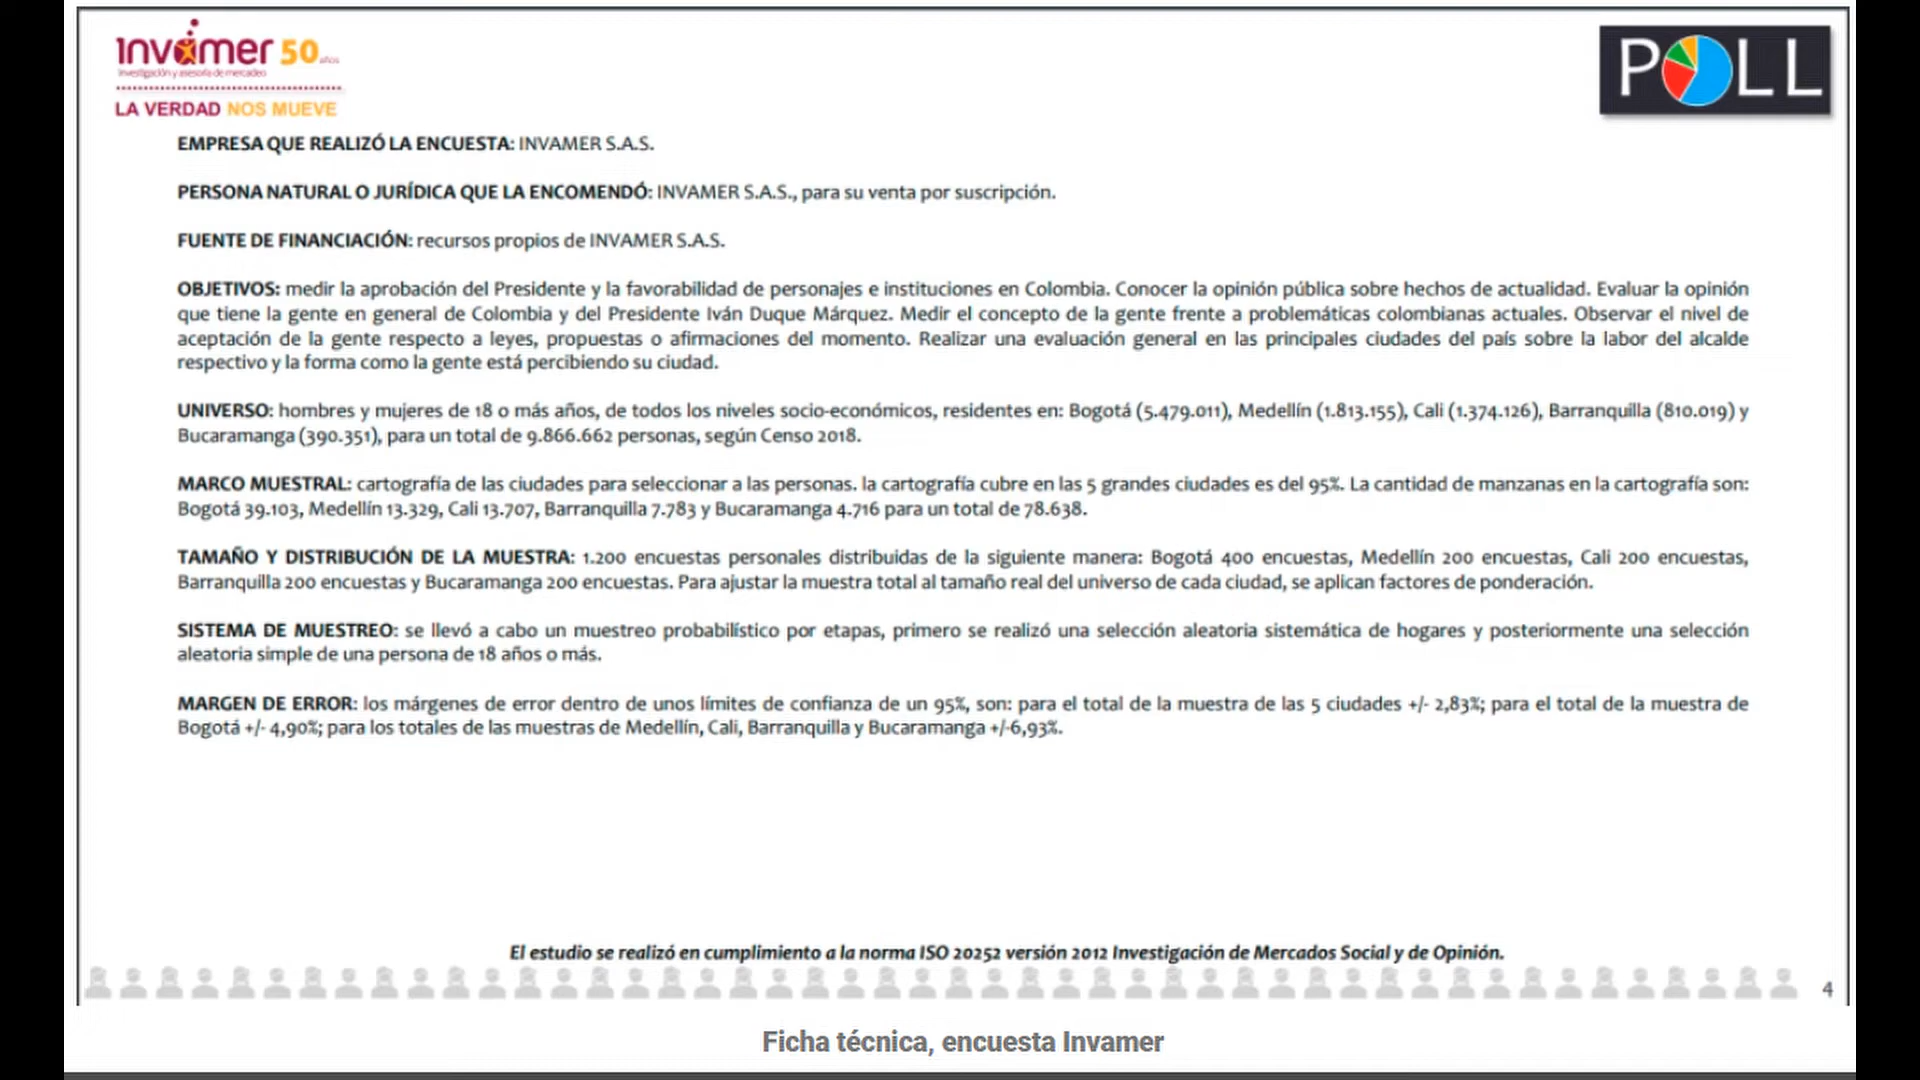 invamer 50 años
Investigación y asesoría de mercadeo
LA VERDAD NOS MUEVE
POLL
EMPRESA QUE REALIZÓ LA ENCUESTA: INVAMER S.A.S.
PERSONA NATURAL O JURÍDICA QUE LA ENCOMENDÓ: INVAMER S.A.S., para su venta por suscripción.
FUENTE DE FINANCIACIÓN: recursos propios de INVAMER S.A.S.
OBJETIVOS: medir la aprobación del Presidente y la favorabilidad de personajes e instituciones en Colombia. Conocer la opinión pública sobre hechos de actualidad. Evaluar la opinión
que tiene la gente en general de Colombia y del Presidente Iván Duque Márquez. Medir el concepto de la gente frente a problemáticas colombianas actuales. Observar el nivel de
aceptación de la gente respecto a leyes, propuestas o afirmaciones del momento. Realizar una evaluación general en las principales ciudades del país sobre la labor del alcalde
respectivo y la forma como la gente está percibiendo su ciudad.
UNIVERSO: hombres y mujeres de 18 o más años, de todos los niveles socio-económicos, residentes en: Bogotá (5.479.011), Medellín (1.813.155), Cali (1.374.126), Barranquilla (810.019) y
Bucaramanga (390.351), para un total de 9.866.662 personas, según Censo 2018.
MARCO MUESTRAL: cartografía de las ciudades para seleccionar a las personas. la cartografía cubre en las 5 grandes ciudades es del 95%. La cantidad de manzanas en la cartografía son:
Bogotá 39.103, Medellín 13.329, Cali 13.707, Barranquilla 7.783 y Bucaramanga 4.716 para un total de 78.638.
TAMAÑO Y DISTRIBUCIÓN DE LA MUESTRA: 1.200 encuestas personales distribuidas de la siguiente manera: Bogotá 400 encuestas, Medellín 200 encuestas, Cali 200 encuestas,
Barranquilla 200 encuestas y Bucaramanga 200 encuestas. Para ajustar la muestra total al tamaño real del universo de cada ciudad, se aplican factores de ponderación.
SISTEMA DE MUESTREO: se llevó a cabo un muestreo probabilístico por etapas, primero se realizó una selección aleatoria sistemática de hogares y posteriormente una selección
aleatoria simple de una persona de 18 años o más.
MARGEN DE ERROR: los márgenes de error dentro de unos límites de confianza de un 95%, son: para el total de la muestra de las 5 ciudades +/- 2,83%; para el total de la muestra de
Bogotá +/- 4,90%; para los totales de las muestras de Medellín, Cali, Barranquilla y Bucaramanga +/-6,93%.
El estudio se realizó en cumplimiento a la norma ISO 20252 versión 2012 Investigación de Mercados Social y de Opinión.
4
Ficha técnica, encuesta Invamer